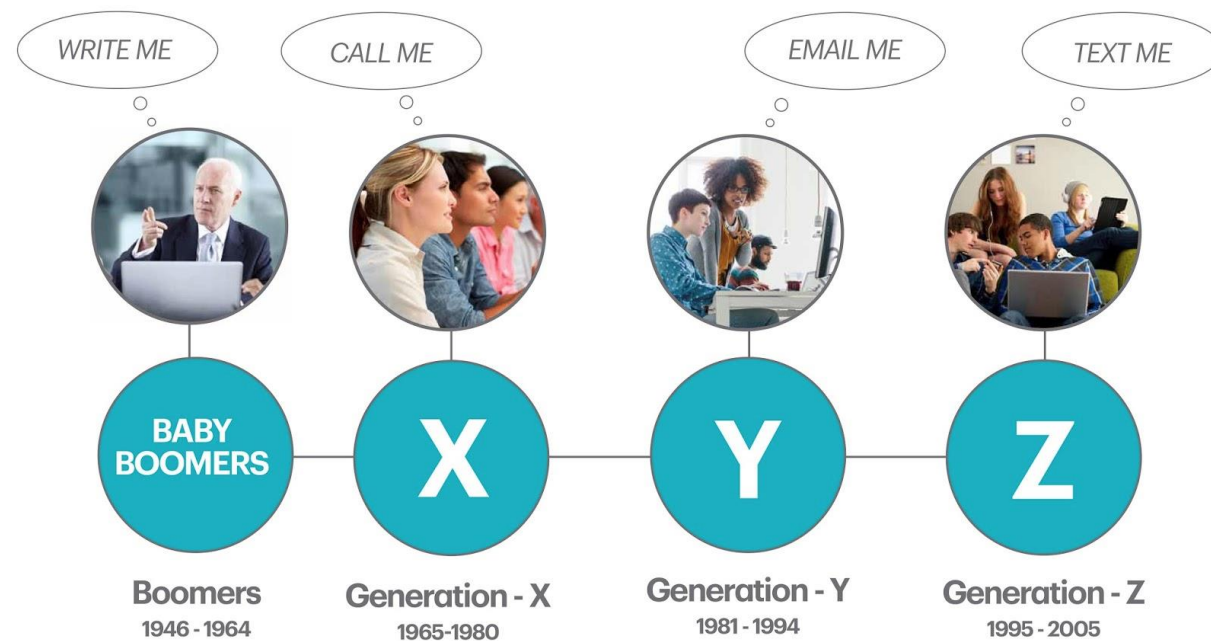 WRITE ME
CALL ME
EMAIL ME
TEXT ME
BABY
BOOMERS
X
Y
Z
Boomers
1946 - 1964
Generation - X
1965-1980
Generation - Y
1981 - 1994
Generation - Z
1995 - 2005